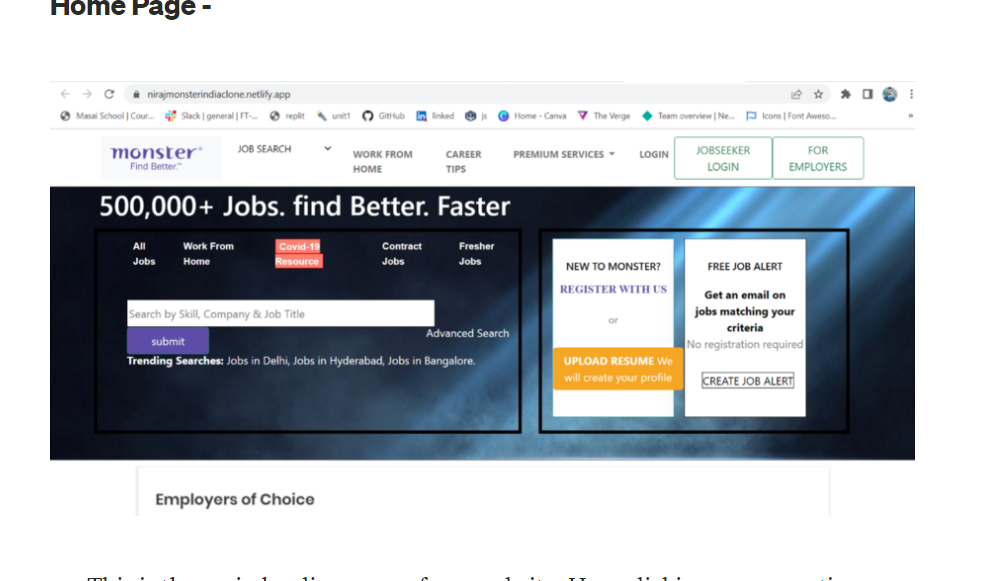 Home Page -
nirajmonsterindiaclone.netlify.app
Masai School | Cour... Slack | general | FT-... replit unit1 GitHub linked js Home - Canva The Verge Team overview | Ne... Icons | Font Aweso... »
monster
Find Better.™
JOB SEARCH
WORK FROM
HOME
CAREER
TIPS
PREMIUM SERVICES
LOGIN
JOBSEEKER
LOGIN
FOR
EMPLOYERS
500,000+ Jobs. find Better. Faster
All
Jobs
Work From
Home
Covid-19
Resource
Contract
Jobs
Fresher
Jobs
Search by Skill, Company & Job Title
submit
Advanced Search
Trending Searches: Jobs in Delhi, Jobs in Hyderabad, Jobs in Bangalore.
NEW TO MONSTER?
REGISTER WITH US
or
UPLOAD RESUME We
will create your profile
FREE JOB ALERT
Get an email on
jobs matching your
criteria
No registration required
CREATE JOB ALERT
Employers of Choice